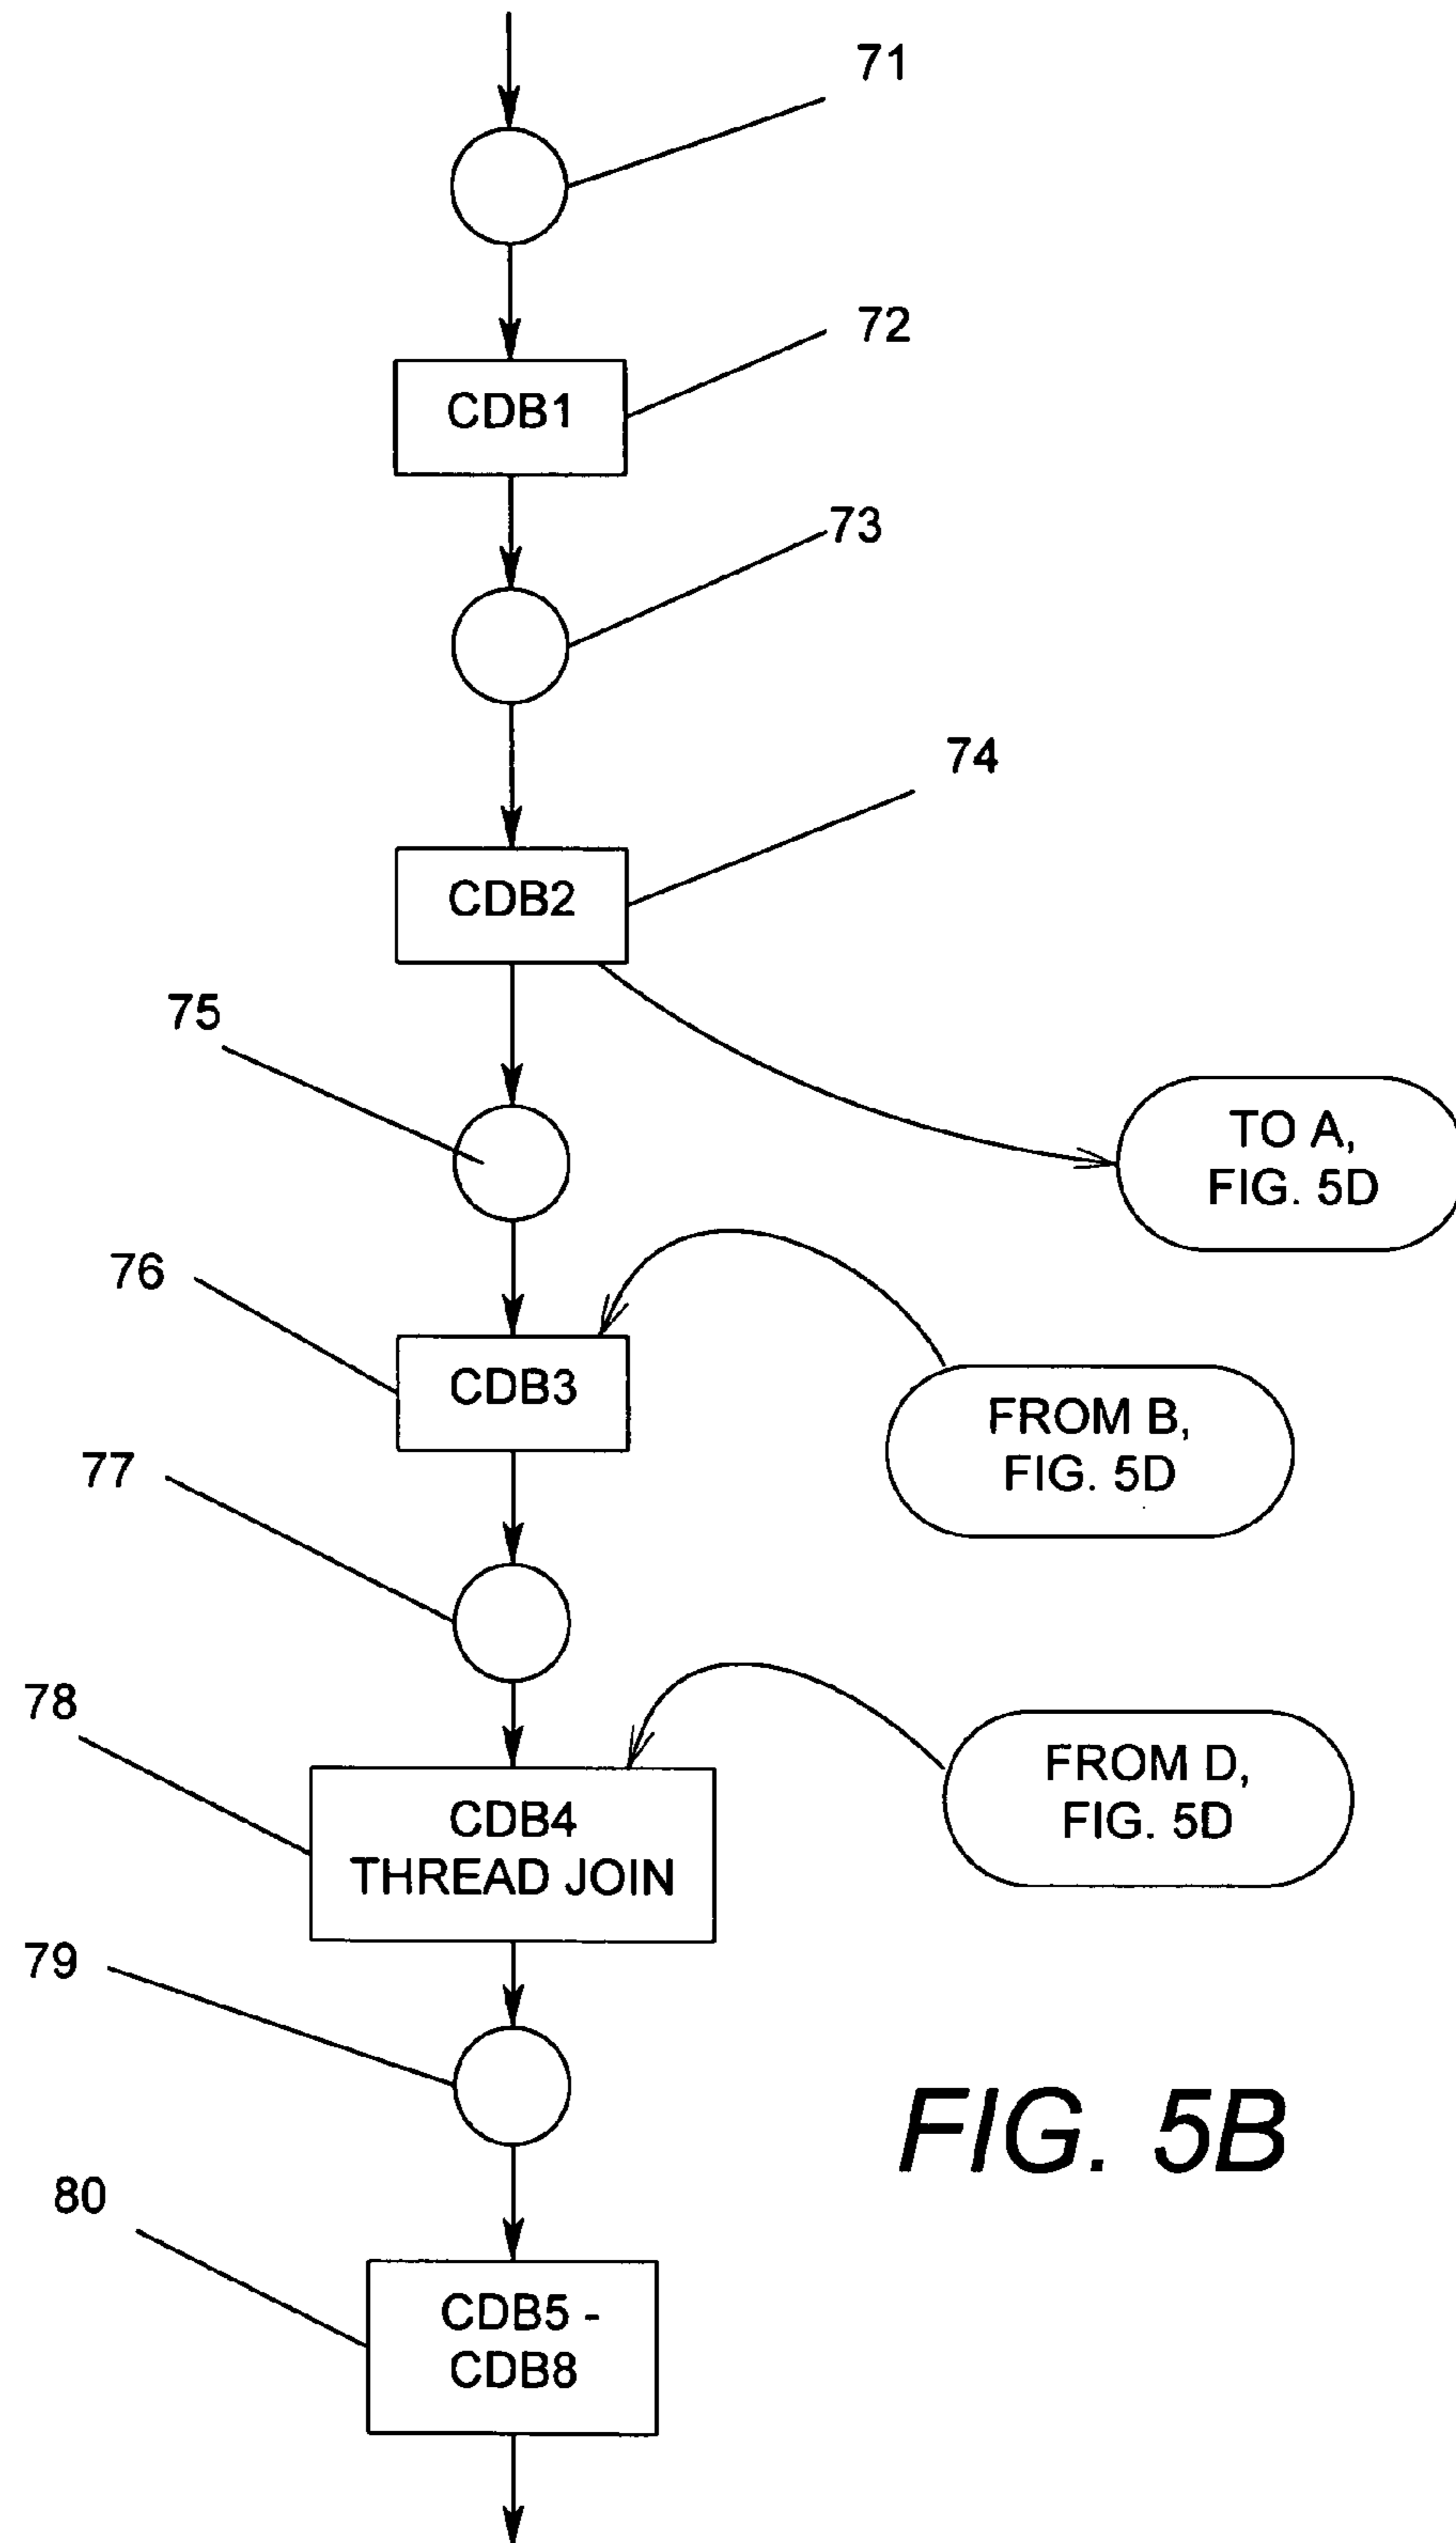 71
72
CDB1
73
74
CDB2
75
TO A,
FIG. 5D
76
CDB3
FROM B,
FIG. 5D
77
78
FROM D,
FIG. 5D
CDB4
THREAD JOIN
79
FIG. 5B
80
CDB5 -
CDB8